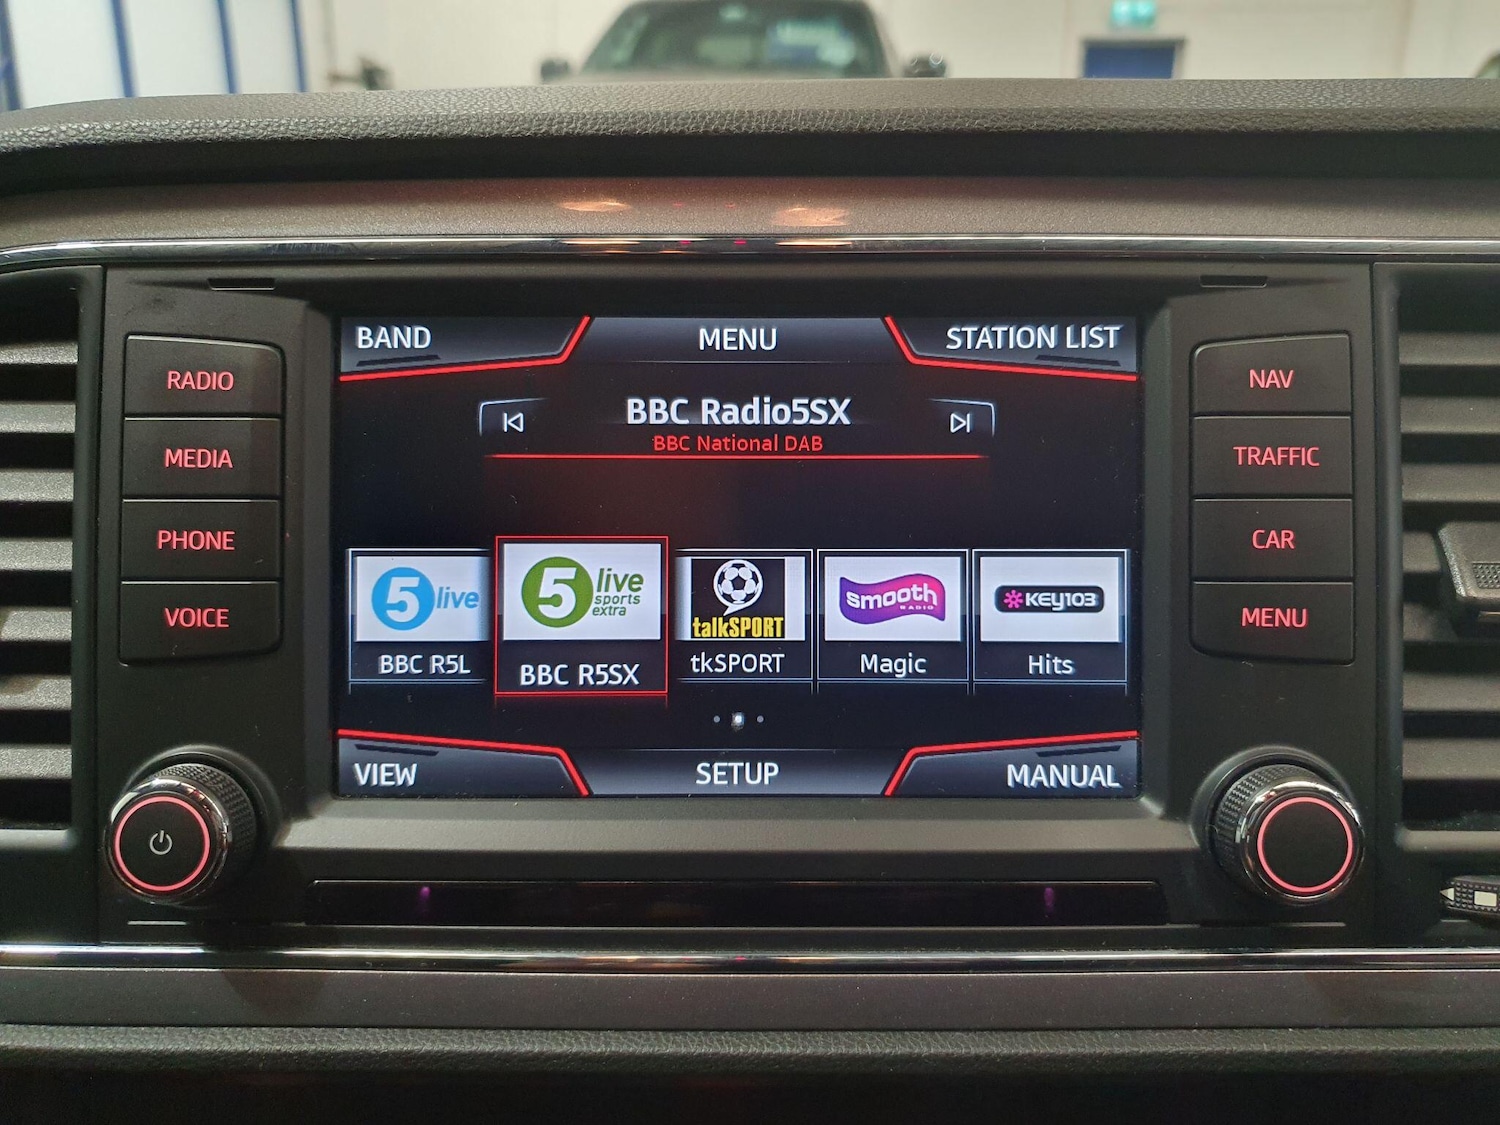 BAND
MENU
STATION LIST
RADIO
MEDIA
PHONE
VOICE
BBC Radio5SX
BBC National DAB
5 live
5 live
sports
extra
talkSPORT
smooth
RADIO
KEY103
BBC R5L
BBC R5SX
tkSPORT
Magic
Hits
VIEW
SETUP
MANUAL
NAV
TRAFFIC
CAR
MENU